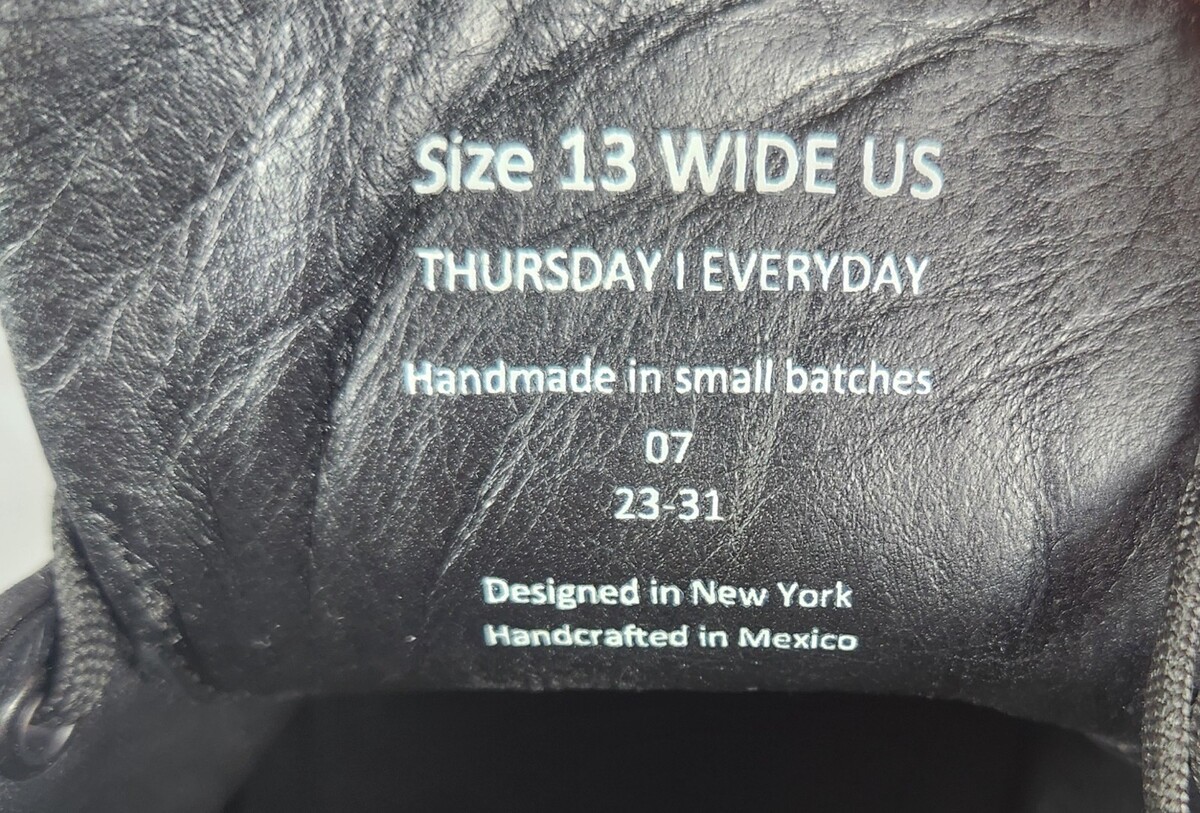 Size 13 WIDE US
THURSDAY | EVERYDAY
Handmade in small batches
07
23-31
Designed in New York
Handcrafted in Mexico